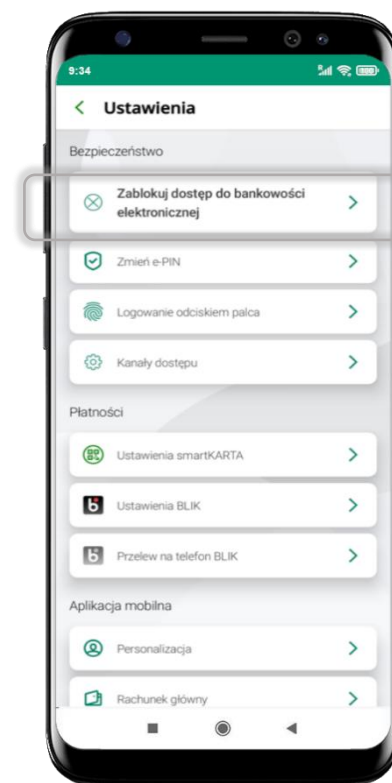 9:34
Ustawienia
Bezpieczeństwo
Zablokuj dostęp do bankowości
elektronicznej
Zmień e-PIN
Logowanie odciskiem palca
Kanały dostępu
Płatności
Ustawienia smartKARTA
Ustawienia BLIK
Przelew na telefon BLIK
Aplikacja mobilna
Personalizacja
Rachunek główny